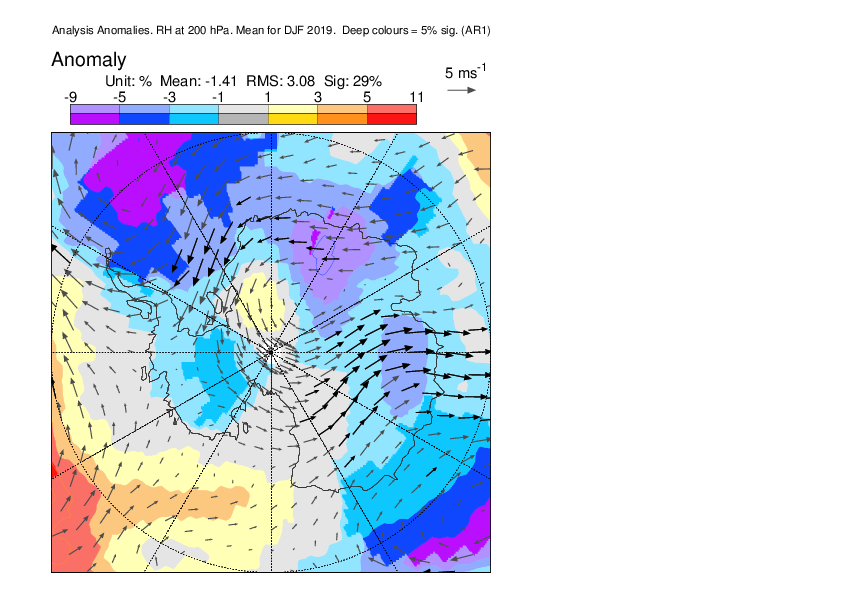 Analysis Anomalies. RH at 200 hPa. Mean for DJF 2019.  Deep colours = 5% sig. (AR1)
Anomaly
5 ms-1
Unit: %  Mean: -1.41  RMS: 3.08  Sig: 29%
-9 -5 -3 -1 1 3 5 11